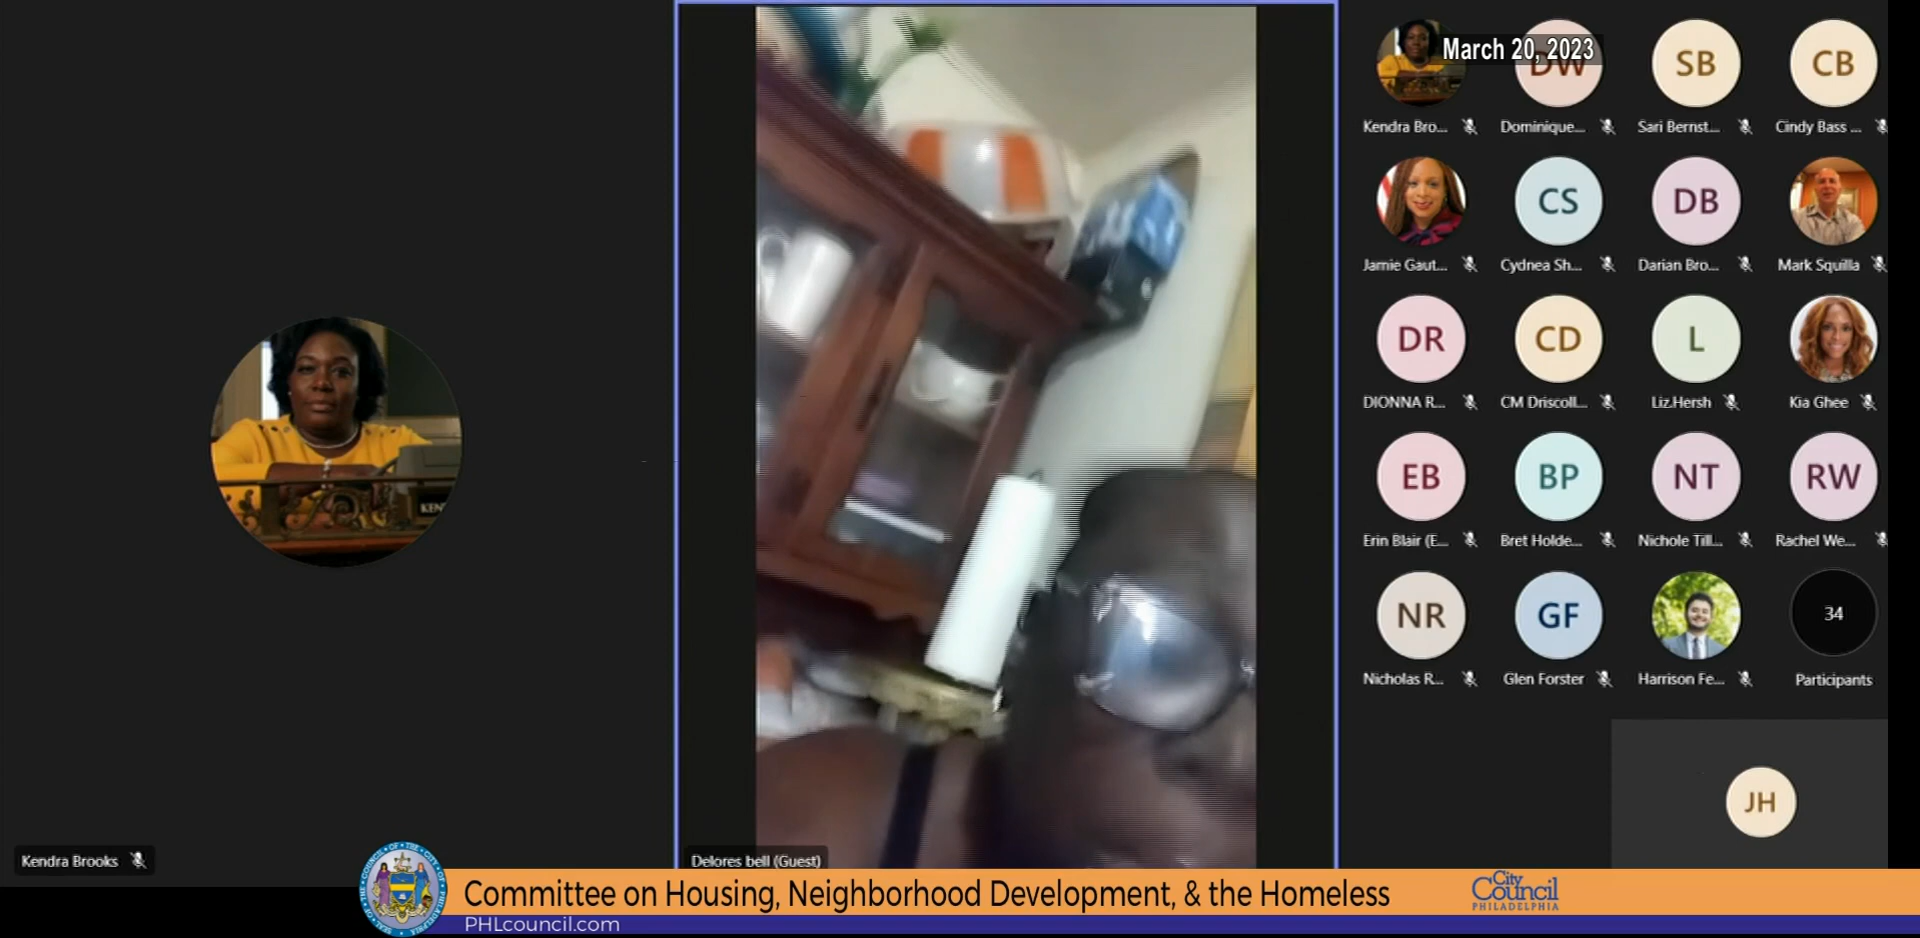 March 20, 2023
DW
SB
CB
Kendra Bro...
Dominique...
Sari Bernst...
Cindy Bass ...
CS
DB
Jamie Gaut...
Cydnea Sh...
Darian Bro...
Mark Squilla
DR
CD
L
DIONNA R...
CM Driscoll...
Liz.Hersh
Kia Ghee
EB
BP
NT
RW
Erin Blair (E...
Bret Holde...
Nichole Till...
Rachel We...
NR
GF
34
Nicholas R...
Glen Forster
Harrison Fe...
Participants
JH
KEN
Kendra Brooks
Delores bell (Guest)
Committee on Housing, Neighborhood Development, & the Homeless
City
Council
PHILADELPHIA
PHLcouncil.com